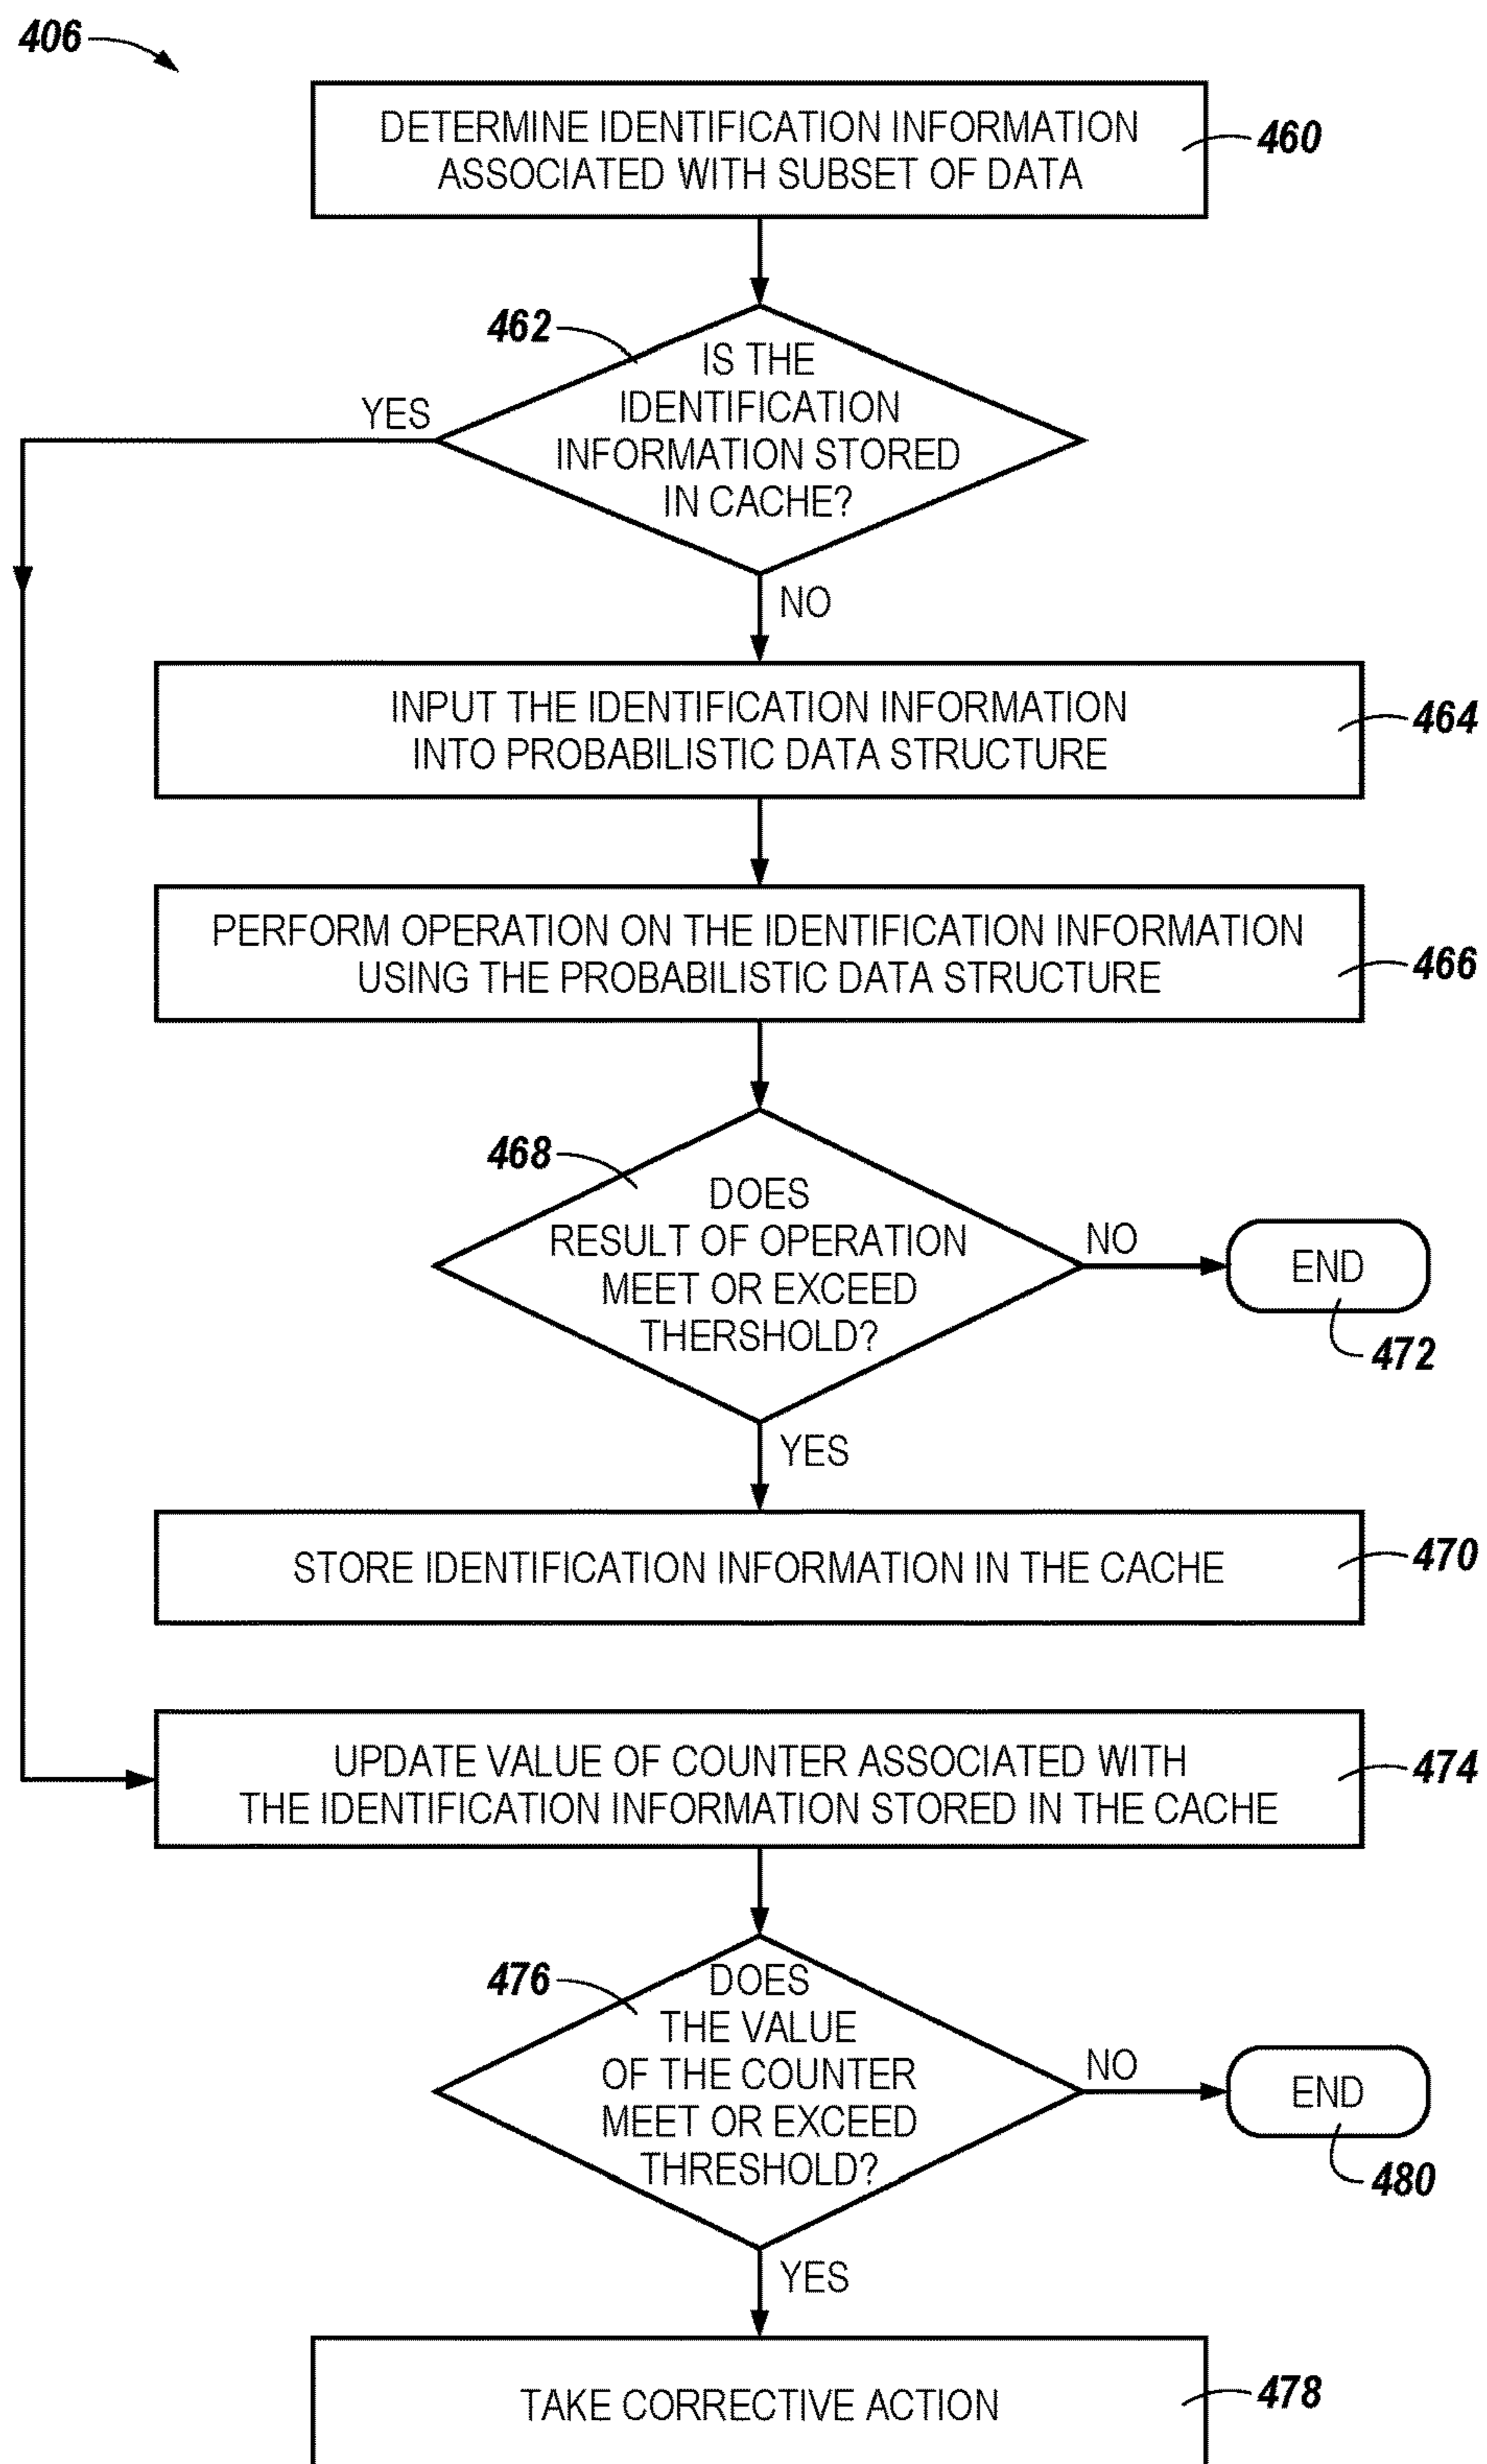 406
DETERMINE IDENTIFICATION INFORMATION
ASSOCIATED WITH SUBSET OF DATA
460
462
IS THE
IDENTIFICATION
INFORMATION STORED
IN CACHE?
YES
NO
INPUT THE IDENTIFICATION INFORMATION
INTO PROBABILISTIC DATA STRUCTURE
464
PERFORM OPERATION ON THE IDENTIFICATION INFORMATION
USING THE PROBABILISTIC DATA STRUCTURE
466
468
DOES
RESULT OF OPERATION
MEET OR EXCEED
THERSHOLD?
NO
END
472
YES
STORE IDENTIFICATION INFORMATION IN THE CACHE
470
UPDATE VALUE OF COUNTER ASSOCIATED WITH
THE IDENTIFICATION INFORMATION STORED IN THE CACHE
474
476
DOES
THE VALUE
OF THE COUNTER
MEET OR EXCEED
THRESHOLD?
NO
END
480
YES
TAKE CORRECTIVE ACTION
478